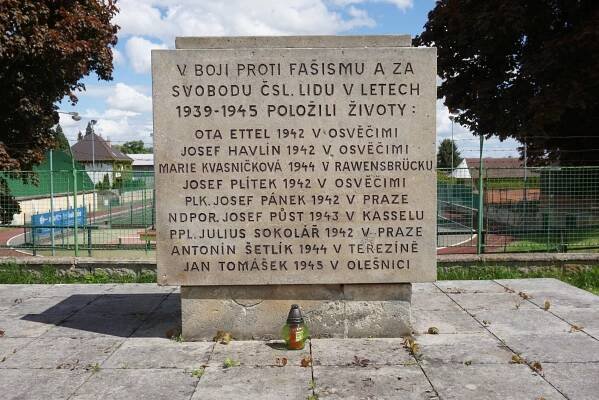 V BOJI PROTI FAŠISMU A ZA
SVOBODU ČSL. LIDU V LETECH
1939-1945 POLOŽILI ŽIVOTY:
OTA ETTEL 1942 V OSVĚČIMI
JOSEF HAVLÍN 1942 V OSVĚČIMI
MARIE KVASNIČKOVÁ 1944 V RAWENSBRÜCKU
JOSEF PLÍTEK 1942 V OSVĚČIMI
PLK. JOSEF PÁNEK 1942 V PRAZE
NDPOR. JOSEF PŮST 1943 V KASSELU
PPL. JULIUS SOKOLÁŘ 1942 V PRAZE
ANTONÍN ŠETLÍK 1944 V TEREZÍNĚ
JAN TOMÁŠEK 1945 V OLEŠNICI